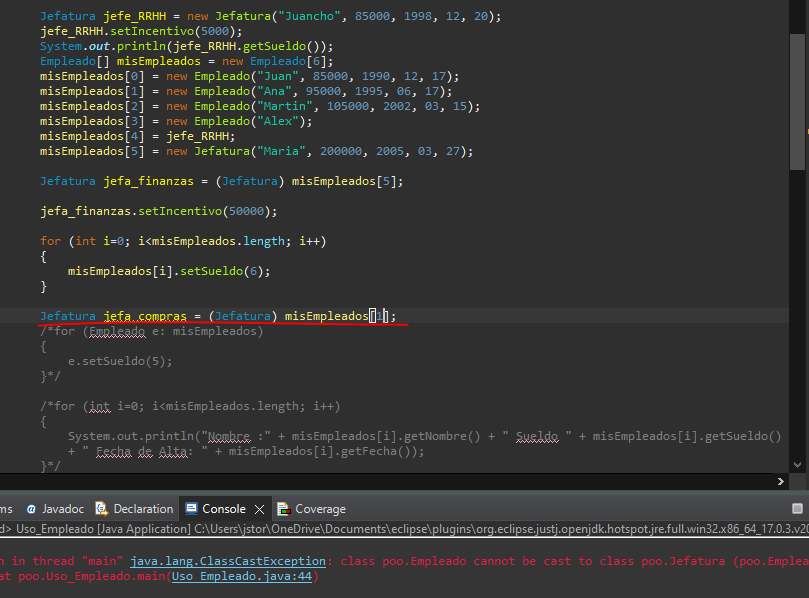 Jefatura jefe_RRHH = new Jefatura("Juancho", 85000, 1998, 12, 20);
jefe_RRHH.setIncentivo(5000);
System.out.println(jefe_RRHH.getSueldo());
Empleado[] misEmpleados = new Empleado[6];
misEmpleados[0] = new Empleado("Juan", 85000, 1990, 12, 17);
misEmpleados[1] = new Empleado("Ana", 95000, 1995, 06, 17);
misEmpleados[2] = new Empleado("Martin", 105000, 2002, 03, 15);
misEmpleados[3] = new Empleado("Alex");
misEmpleados[4] = jefe_RRHH;
misEmpleados[5] = new Jefatura("Maria", 200000, 2005, 03, 27);
Jefatura jefa_finanzas = (Jefatura) misEmpleados[5];
jefa_finanzas.setIncentivo(50000);
for (int i=0; i<misEmpleados.length; i++)
{
misEmpleados[i].setSueldo(6);
}
Jefatura jefa_compras = (Jefatura) misEmpleados[1];
/*for (Empleado e: misEmpleados)
{
e.setSueldo(5);
}*/
/*for (int i=0; i<misEmpleados.length; i++)
{
System.out.println("Nombre :" + misEmpleados[i].getNombre() + " Sueldo " + misEmpleados[i].getSueldo()
+ " Fecha de Alta: " + misEmpleados[i].getFecha());
}*/
ms Javadoc Declaration Console Coverage
d> Uso_Empleado [Java Application] C:\Users\jstor\OneDrive\Documents\eclipse\plugins\org.eclipse.justj.openjdk.hotspot.jre.full.win32.x86_64_17.0.3.v20
n in thread "main" java.lang.ClassCastException: class poo.Empleado cannot be cast to class poo.Jefatura (poo.Emplea
at poo.Uso_Empleado.main(Uso_Empleado.java:44)